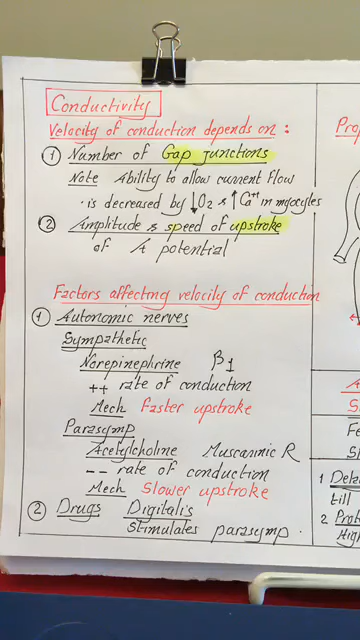 Conductivity
Velocity of conduction depends on :
① Number of Gap junctions
Note Ability to allow current flow
is decreased by ↓O₂ & ↑Ca⁺⁺ in myocytes
② Amplitude & speed of upstroke
of A potential
Factors affecting velocity of conduction
① Autonomic nerves
Sympathetic
Norepinephrine β1
++ rate of conduction
Mech Faster upstroke
Parasymp
Acetylcholine Muscarinic R
-- rate of conduction
Mech Slower upstroke
② Drugs Digitalis
Stimulates parasymp.
1
till
2